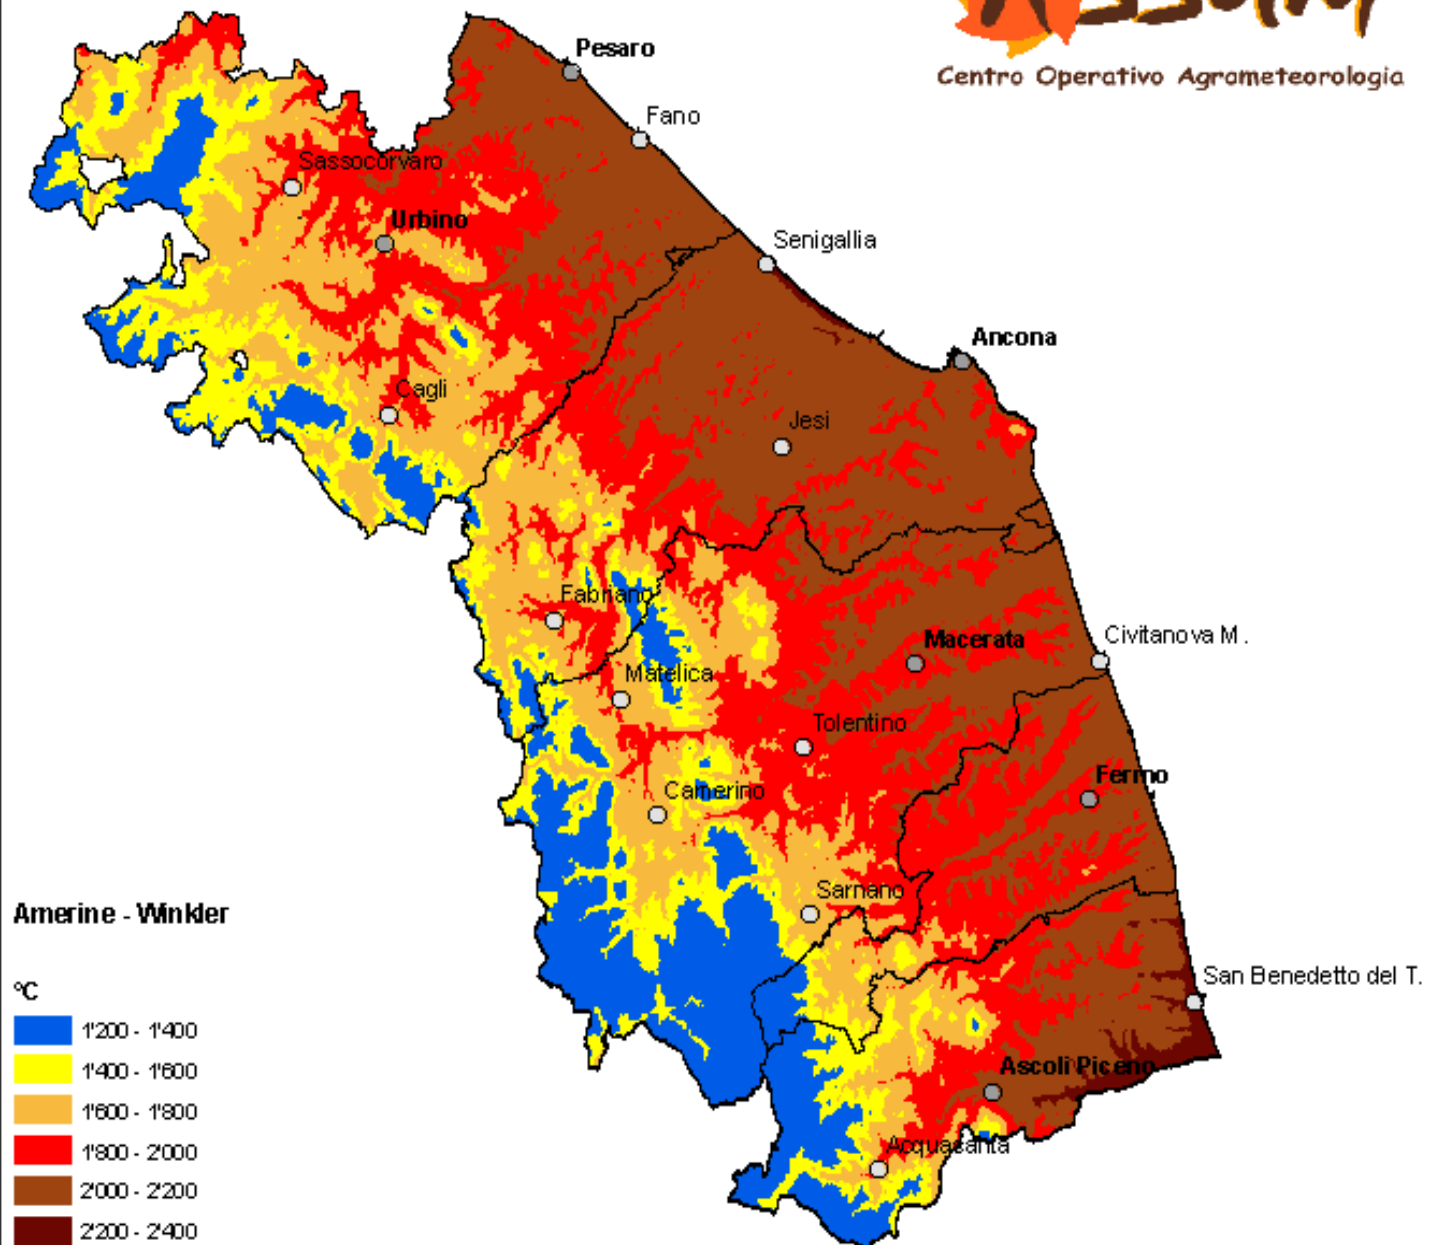 Centro Operativo Agrometeorologia
Pesaro
Fano
Sassocorvaro
Urbino
Senigallia
Ancona
Cagli
Jesi
Fabriano
Macerata
Civitanova M.
Matelica
Tolentino
Fermo
Camerino
Sarnano
San Benedetto del T.
Ascoli Piceno
Acquasanta
Amerine - Winkler
°C
1'200 - 1'400
1'400 - 1'600
1'600 - 1'800
1'800 - 2'000
2'000 - 2'200
2'200 - 2'400